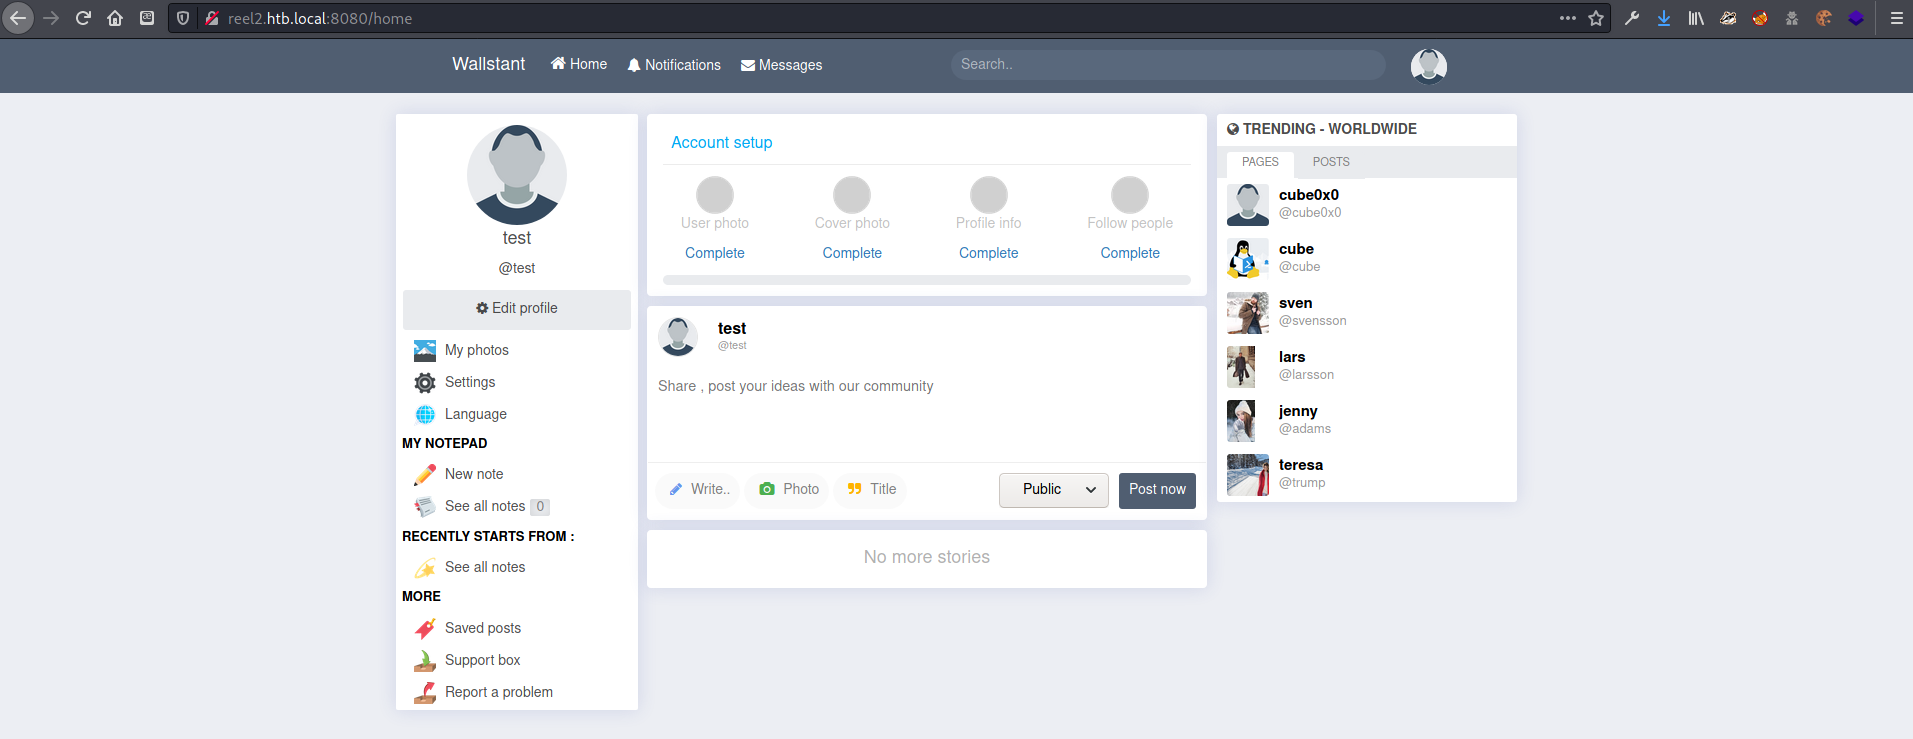 reel2.htb.local:8080/home
Wallstant Home Notifications Messages Search..
test
@test
Edit profile
My photos
Settings
Language
MY NOTEPAD
New note
See all notes 0
RECENTLY STARTS FROM :
See all notes
MORE
Saved posts
Support box
Report a problem
Account setup
User photo Cover photo Profile info Follow people
Complete Complete Complete Complete
test
@test
Share , post your ideas with our community
Write.. Photo Title Public Post now
No more stories
TRENDING - WORLDWIDE
PAGES POSTS
cube0x0
@cube0x0
cube
@cube
sven
@svensson
lars
@larsson
jenny
@adams
teresa
@trump